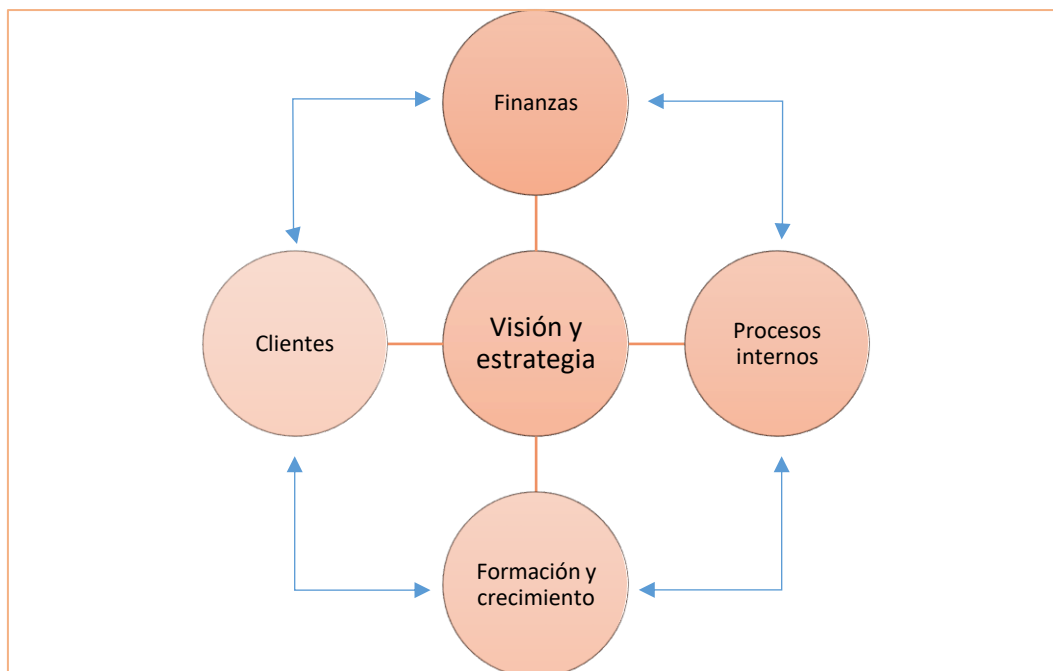 Finanzas
Clientes
Visión y
estrategia
Procesos
internos
Formación y
crecimiento